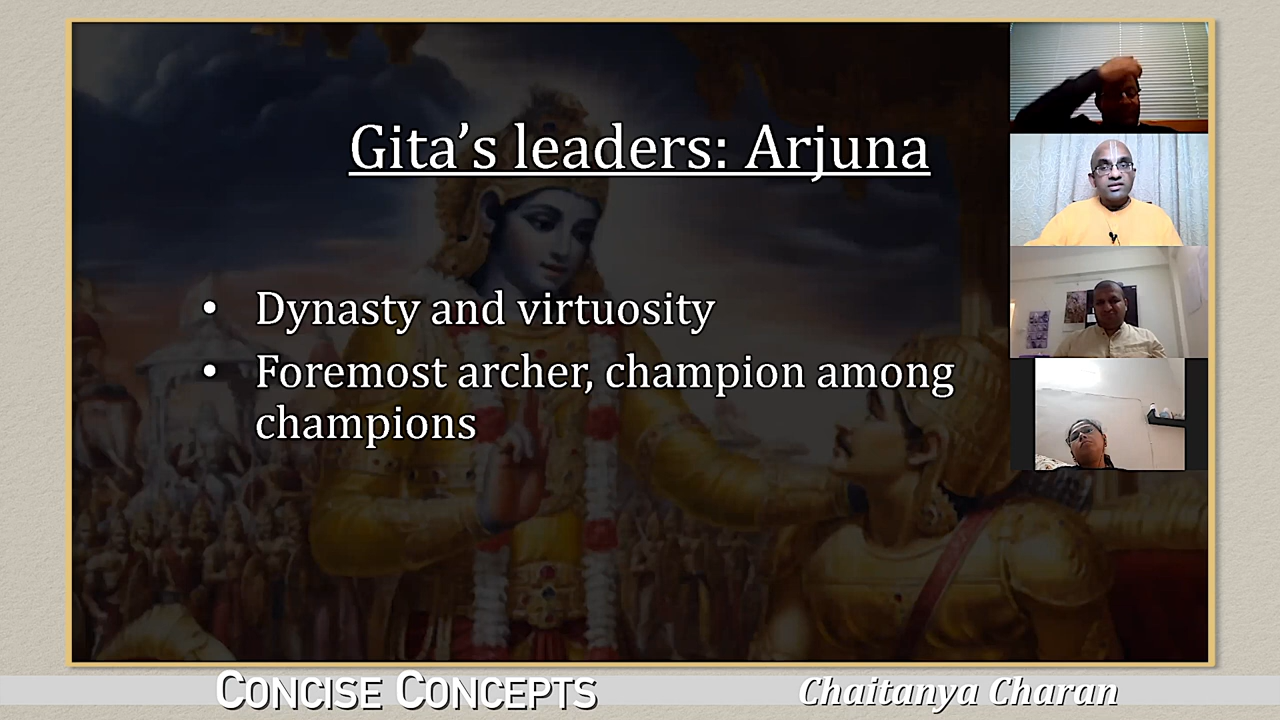 Gita’s leaders: Arjuna
• Dynasty and virtuosity
• Foremost archer, champion among
champions
Concise Concepts
Chaitanya Charan